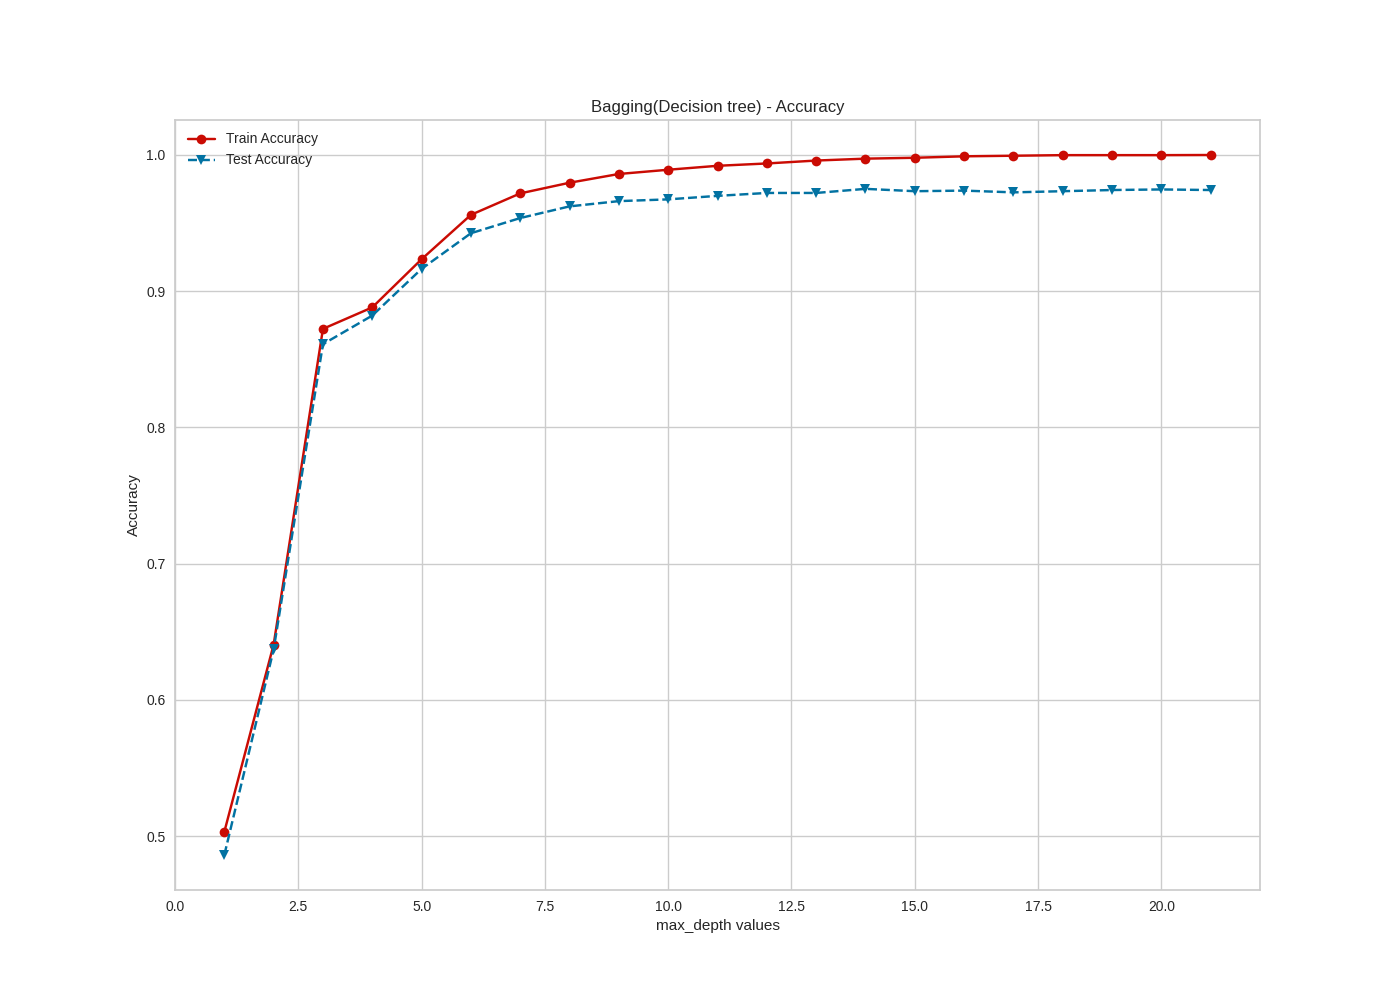 Bagging(Decision tree) - Accuracy
Train Accuracy
Test Accuracy
1.0
0.9
0.8
0.7
0.6
0.5
Accuracy
0.0 2.5 5.0 7.5 10.0 12.5 15.0 17.5 20.0
max_depth values